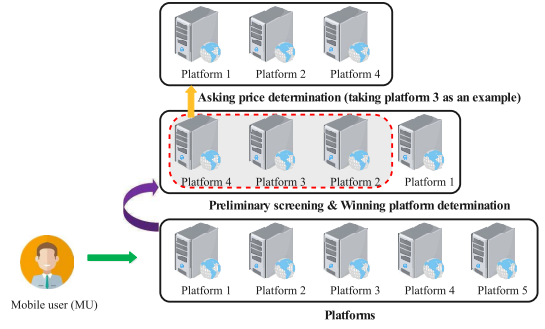 Platform 1 Platform 2 Platform 4
Asking price determination (taking platform 3 as an example)
Platform 4 Platform 3 Platform 2 Platform 1
Preliminary screening & Winning platform determination
Platform 1 Platform 2 Platform 3 Platform 4 Platform 5
Mobile user (MU)
Platforms